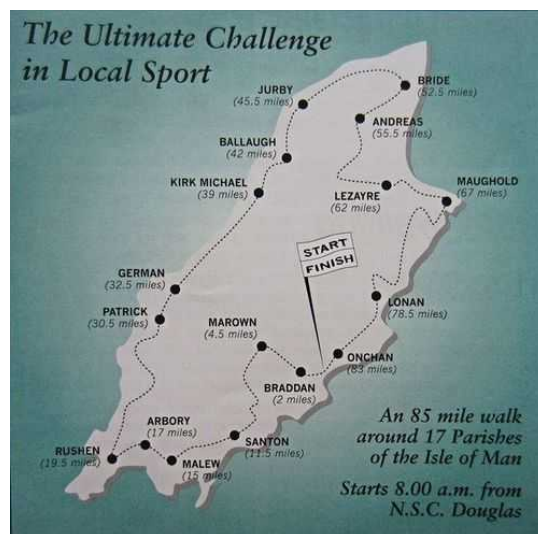 The Ultimate Challenge
in Local Sport
JURBY
(45.5 miles)
BRIDE
(52.5 miles)
ANDREAS
(55.5 miles)
BALLAUGH
(42 miles)
KIRK MICHAEL
(39 miles)
LEZAYRE
(62 miles)
MAUGHOLD
(67 miles)
START
FINISH
GERMAN
(32.5 miles)
PATRICK
(30.5 miles)
MAROWN
(4.5 miles)
LONAN
(78.5 miles)
ONCHAN
(83 miles)
BRADDAN
(2 miles)
ARBORY
(17 miles)
SANTON
(11.5 miles)
RUSHEN
(19.5 miles)
MALEW
(15 miles)
An 85 mile walk
around 17 Parishes
of the Isle of Man
Starts 8.00 a.m. from
N.S.C. Douglas